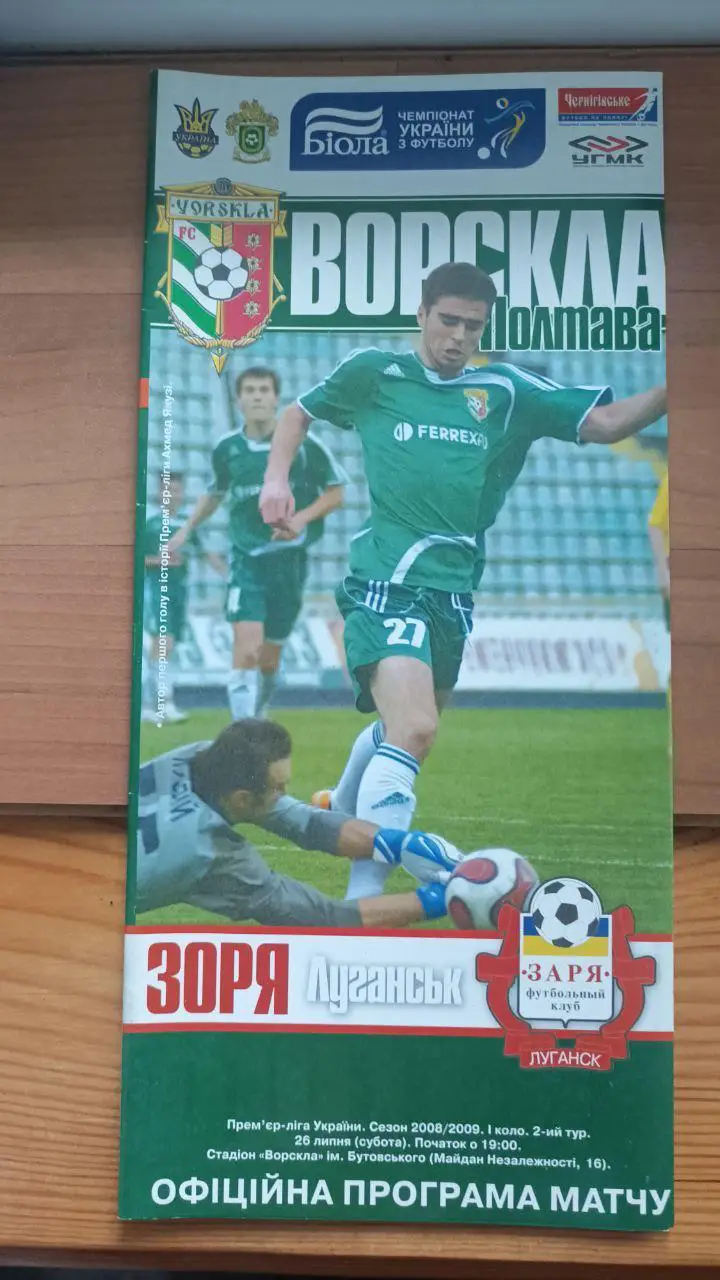 УКРАЇНА
Біола
ЧЕМПІОНАТ
УКРАЇНИ
З ФУТБОЛУ
Чернігівське
УГМК
VORSKLA
FC
ВОРСКЛА
Полтава
• Автор першого голу в історії Прем'єр-ліги Ахмед Янузі.
FERREXPO
27
ЗОРЯ Луганськ
·ЗАРЯ·
футбольный
клуб
ЛУГАНСК
Прем'єр-ліга України. Сезон 2008/2009. І коло. 2-ий тур.
26 липня (субота). Початок о 19:00.
Стадіон «Ворскла» ім. Бутовського (Майдан Незалежності, 16).
ОФІЦІЙНА ПРОГРАМА МАТЧУ